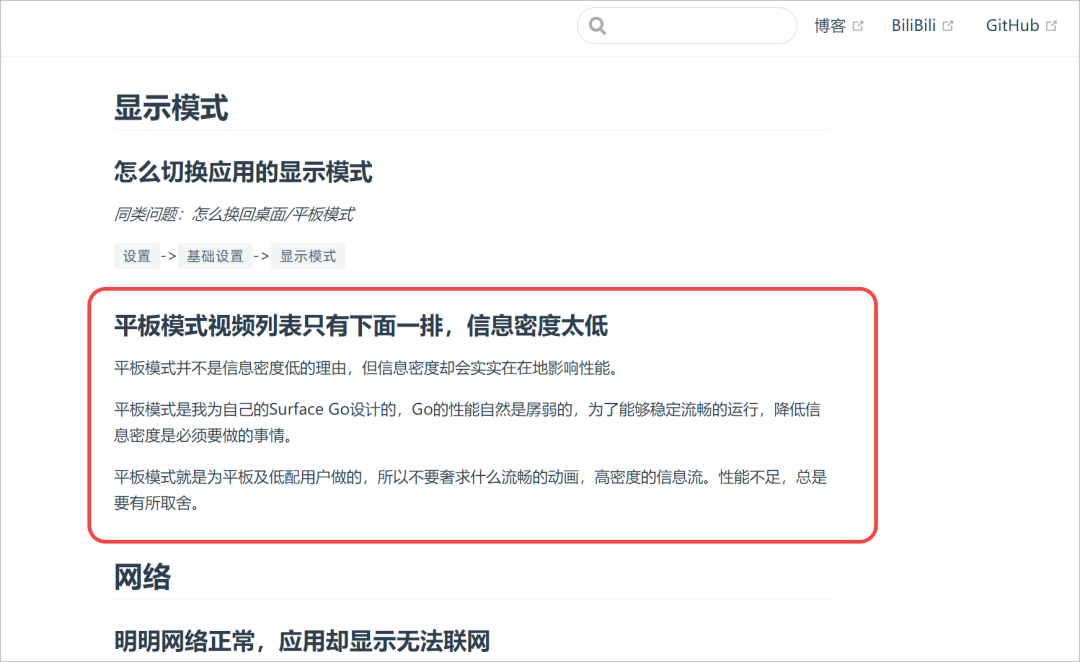 博客 BiliBili GitHub
显示模式
怎么切换应用的显示模式
同类问题：怎么换回桌面/平板模式
设置 -> 基础设置 -> 显示模式
平板模式视频列表只有下面一排，信息密度太低
平板模式并不是信息密度低的理由，但信息密度却会实实在在地影响性能。
平板模式是我为自己的Surface Go设计的，Go的性能自然是孱弱的，为了能够稳定流畅的运行，降低信
息密度是必须要做的事情。
平板模式就是为平板及低配用户做的，所以不要奢求什么流畅的动画，高密度的信息流。性能不足，总是
要有所取舍。
网络
明明网络正常，应用却显示无法联网